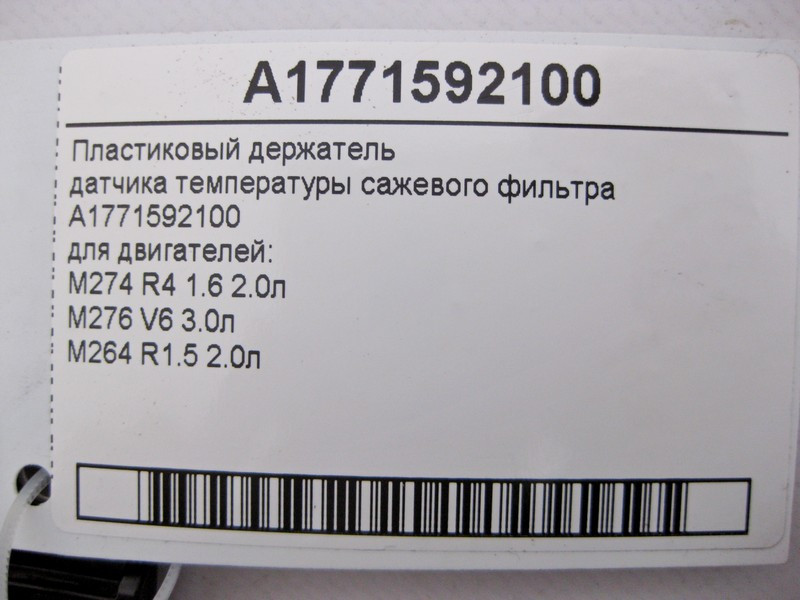 A1771592100
Пластиковый держатель
датчика температуры сажевого фильтра
A1771592100
для двигателей:
M274 R4 1.6 2.0л
M276 V6 3.0л
M264 R1.5 2.0л